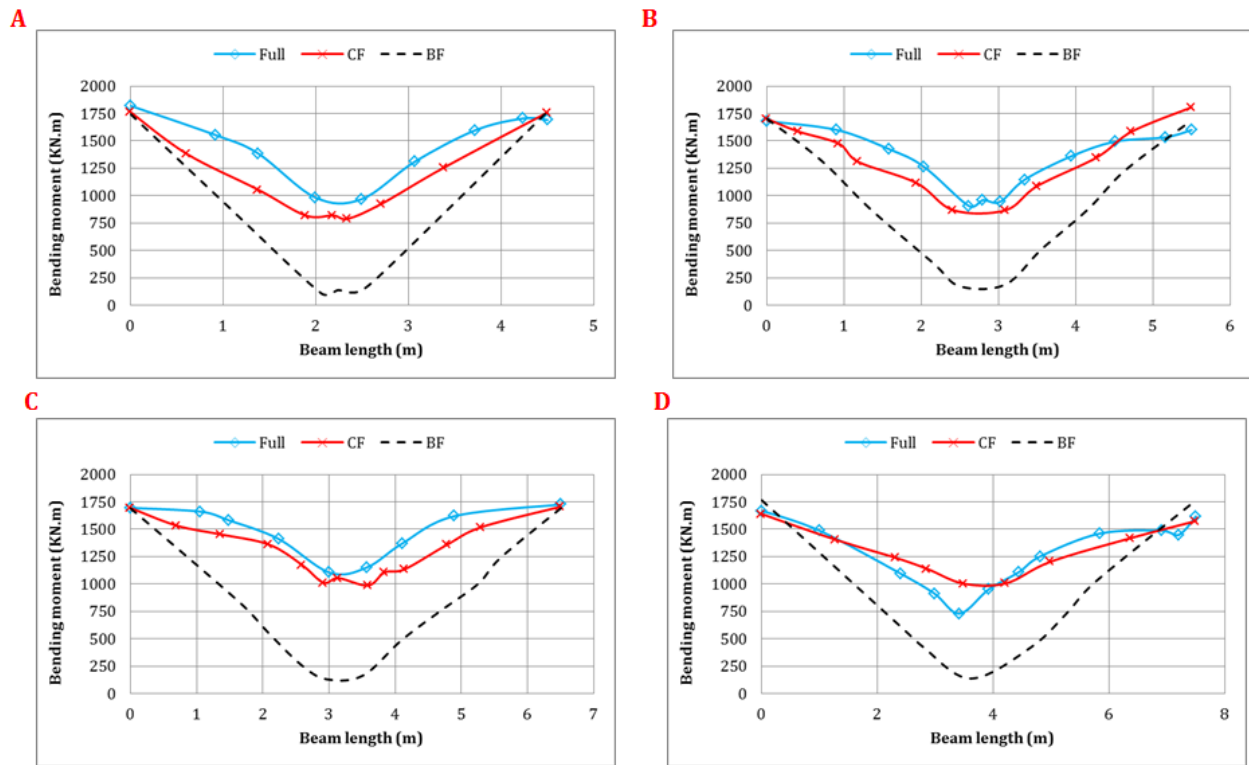 A
Full CF BF
Bending moment (KN.m)
2000
1750
1500
1250
1000
750
500
250
0
0 1 2 3 4 5
Beam length (m)
B
Full CF BF
Bending moment (KN.m)
2000
1750
1500
1250
1000
750
500
250
0
0 1 2 3 4 5 6
Beam length (m)
C
Full CF BF
Bending moment (KN.m)
2000
1750
1500
1250
1000
750
500
250
0
0 1 2 3 4 5 6 7
Beam length (m)
D
Full CF BF
Bending moment (KN.m)
2000
1750
1500
1250
1000
750
500
250
0
0 2 4 6 8
Beam length (m)